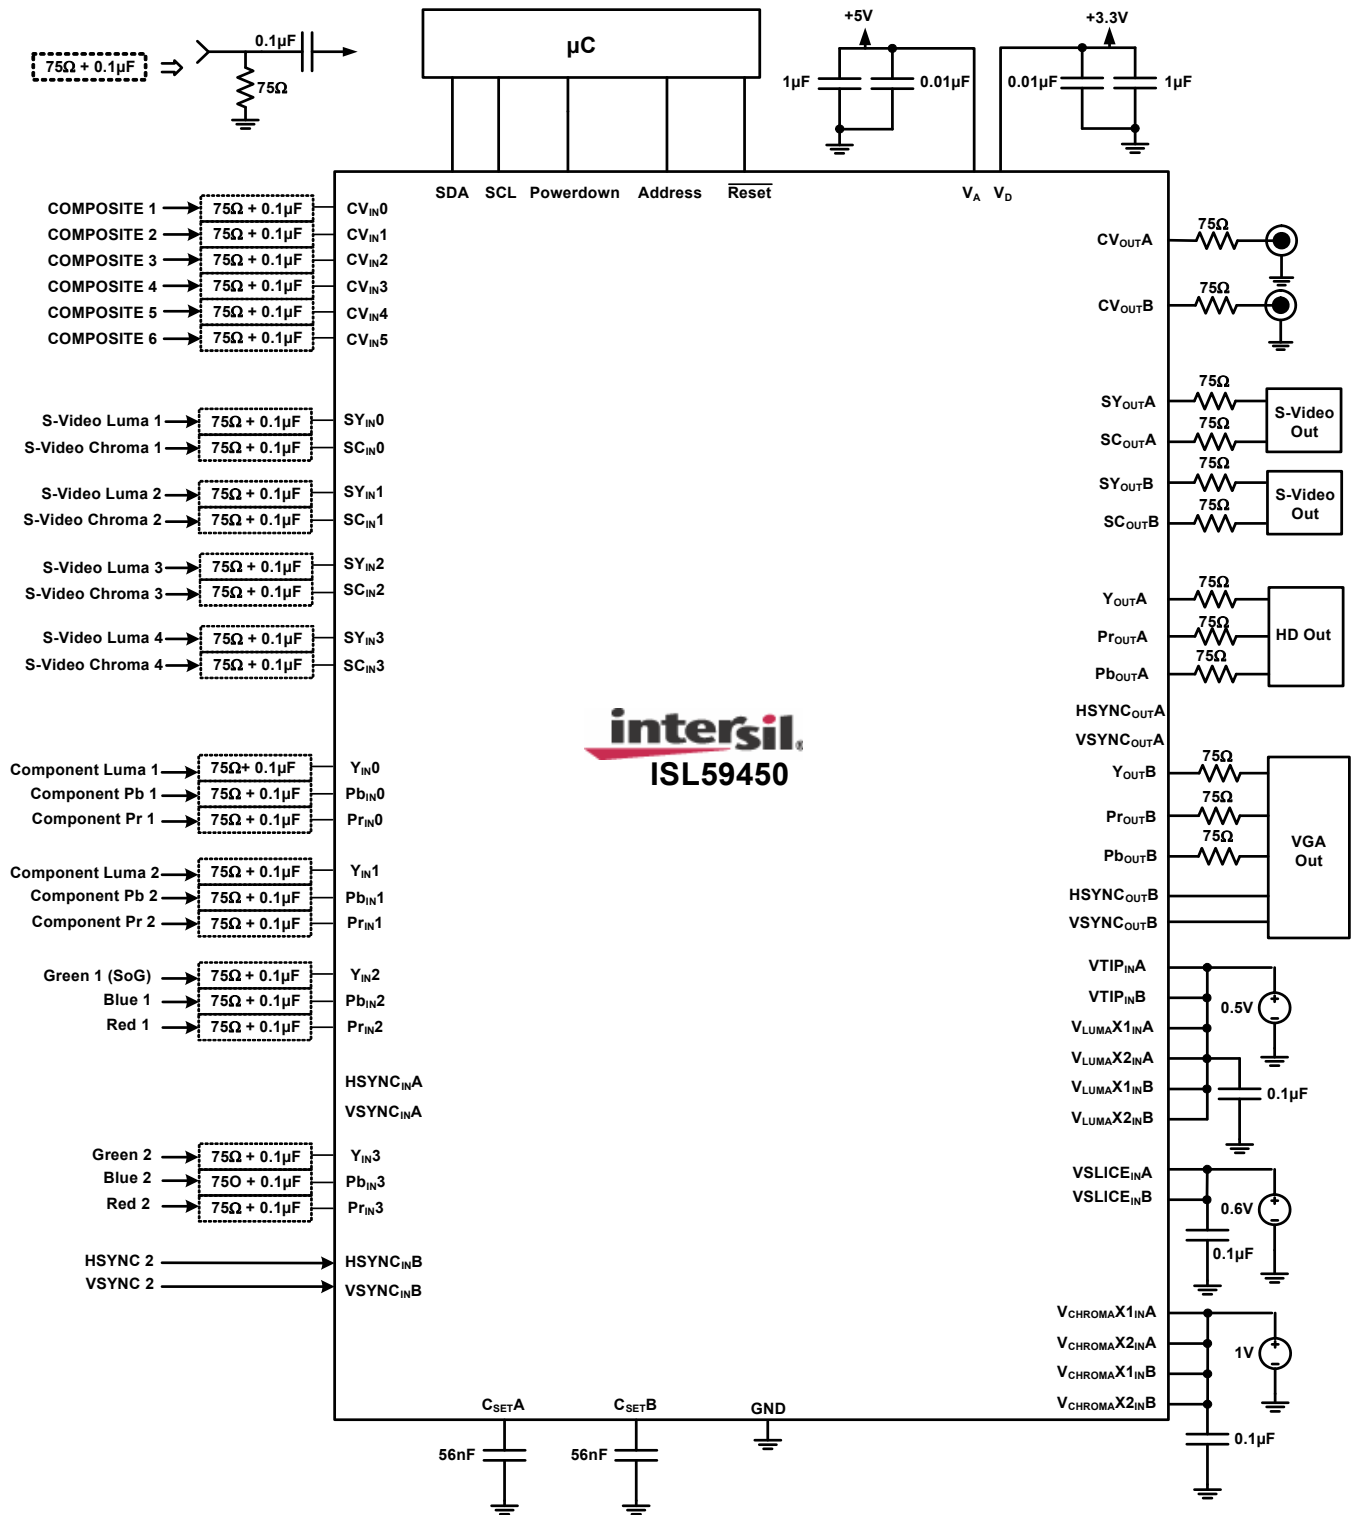 75Ω + 0.1µF
0.1µF
75Ω
µC
+5V
1µF
0.01µF
+3.3V
0.01µF
1µF
SDA SCL Powerdown Address Reset VA VD
COMPOSITE 1 75Ω + 0.1µF CVIN0
COMPOSITE 2 75Ω + 0.1µF CVIN1
COMPOSITE 3 75Ω + 0.1µF CVIN2
COMPOSITE 4 75Ω + 0.1µF CVIN3
COMPOSITE 5 75Ω + 0.1µF CVIN4
COMPOSITE 6 75Ω + 0.1µF CVIN5
S-Video Luma 1 75Ω + 0.1µF SYIN0
S-Video Chroma 1 75Ω + 0.1µF SCIN0
S-Video Luma 2 75Ω + 0.1µF SYIN1
S-Video Chroma 2 75Ω + 0.1µF SCIN1
S-Video Luma 3 75Ω + 0.1µF SYIN2
S-Video Chroma 3 75Ω + 0.1µF SCIN2
S-Video Luma 4 75Ω + 0.1µF SYIN3
S-Video Chroma 4 75Ω + 0.1µF SCIN3
Component Luma 1 75Ω+ 0.1µF YIN0
Component Pb 1 75Ω + 0.1µF PbIN0
Component Pr 1 75Ω + 0.1µF PrIN0
Component Luma 2 75Ω + 0.1µF YIN1
Component Pb 2 75Ω + 0.1µF PbIN1
Component Pr 2 75Ω + 0.1µF PrIN1
Green 1 (SoG) 75Ω + 0.1µF YIN2
Blue 1 75Ω + 0.1µF PbIN2
Red 1 75Ω + 0.1µF PrIN2
HSYNCINA
VSYNCINA
Green 2 75Ω + 0.1µF YIN3
Blue 2 75O + 0.1µF PbIN3
Red 2 75Ω + 0.1µF PrIN3
HSYNC 2 HSYNCINB
VSYNC 2 VSYNCINB
intersil®
ISL59450
CVOUTA 75Ω
CVOUTB 75Ω
SYOUTA 75Ω
SCOUTA 75Ω
S-Video
Out
SYOUTB 75Ω
SCOUTB 75Ω
S-Video
Out
YOUTA 75Ω
PrOUTA 75Ω
PbOUTA 75Ω
HD Out
HSYNCOUTA
VSYNCOUTA
YOUTB 75Ω
PrOUTB 75Ω
PbOUTB 75Ω
HSYNCOUTB
VSYNCOUTB
VGA
Out
VTIPINA
VTIPINB
VLUMAX1INA
VLUMAX2INA
VLUMAX1INB
VLUMAX2INB
0.5V
0.1µF
VSLICEINA
VSLICEINB
0.6V
0.1µF
VCHROMAX1INA
VCHROMAX2INA
VCHROMAX1INB
VCHROMAX2INB
1V
0.1µF
CSETA CSETB GND
56nF 56nF